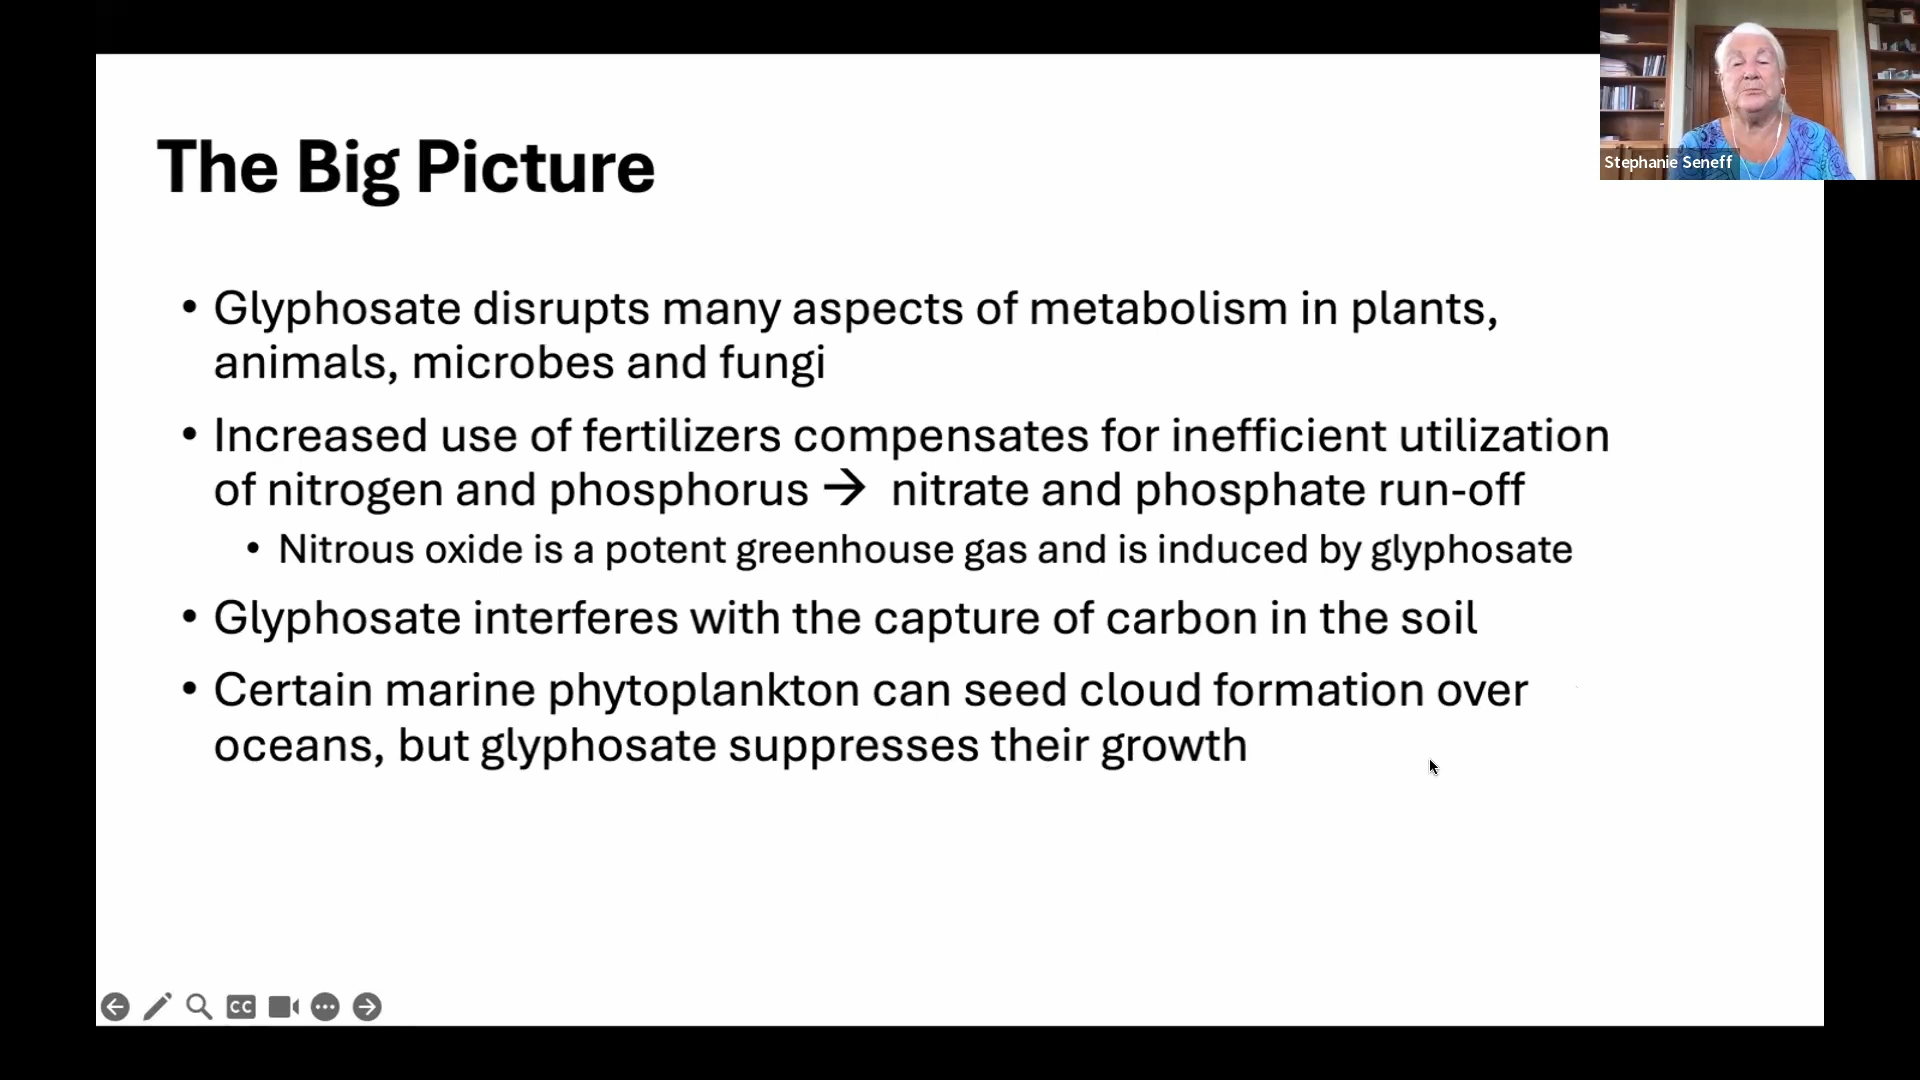 The Big Picture
• Glyphosate disrupts many aspects of metabolism in plants,
animals, microbes and fungi
• Increased use of fertilizers compensates for inefficient utilization
of nitrogen and phosphorus → nitrate and phosphate run-off
• Nitrous oxide is a potent greenhouse gas and is induced by glyphosate
• Glyphosate interferes with the capture of carbon in the soil
• Certain marine phytoplankton can seed cloud formation over
oceans, but glyphosate suppresses their growth
Stephanie Seneff
CC